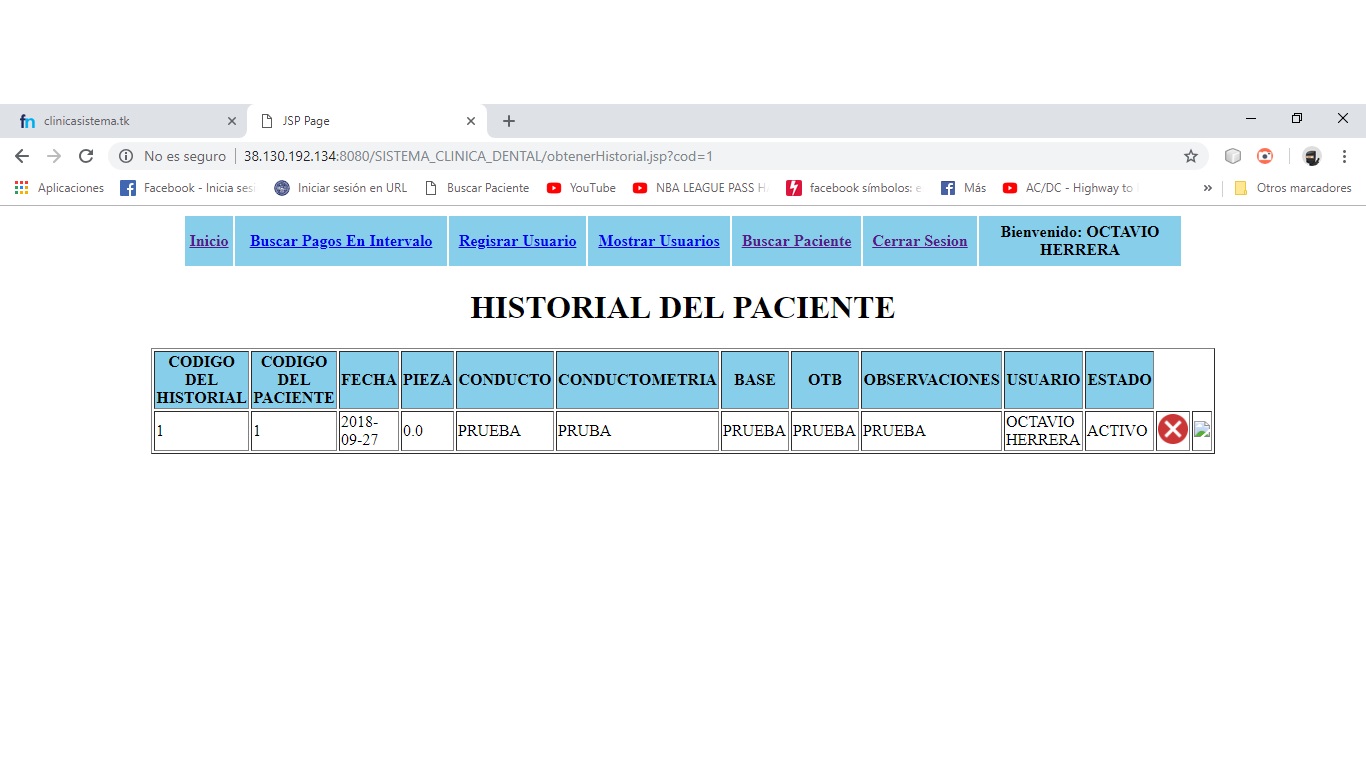 clinicasistema.tk
JSP Page
No es seguro | 38.130.192.134:8080/SISTEMA_CLINICA_DENTAL/obtenerHistorial.jsp?cod=1
Aplicaciones Facebook - Inicia sesi Iniciar sesión en URL Buscar Paciente YouTube NBA LEAGUE PASS H facebook símbolos: e Más AC/DC - Highway to » Otros marcadores
Inicio Buscar Pagos En Intervalo Regisrar Usuario Mostrar Usuarios Buscar Paciente Cerrar Sesion Bienvenido: OCTAVIO
HERRERA
HISTORIAL DEL PACIENTE
CODIGO DEL HISTORIAL CODIGO DEL PACIENTE FECHA PIEZA CONDUCTO CONDUCTOMETRIA BASE OTB OBSERVACIONES USUARIO ESTADO
1 1 2018-09-27 0.0 PRUEBA PRUBA PRUEBA PRUEBA PRUEBA OCTAVIO HERRERA ACTIVO